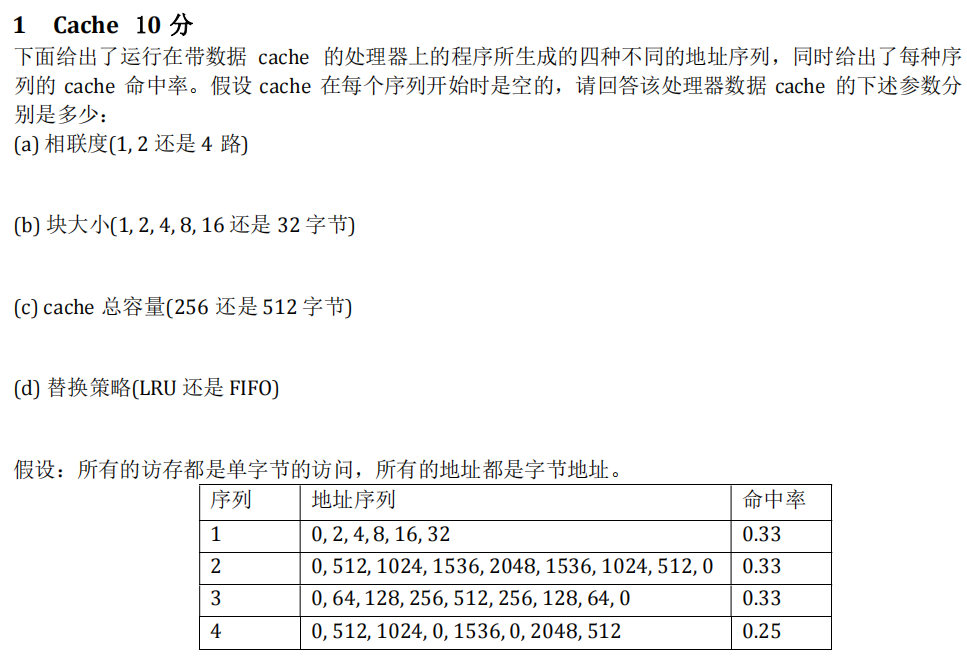 1 Cache 10 分
下面给出了运行在带数据 cache 的处理器上的程序所生成的四种不同的地址序列，同时给出了每种序
列的 cache 命中率。假设 cache 在每个序列开始时是空的，请回答该处理器数据 cache 的下述参数分
别是多少：
(a) 相联度(1, 2 还是 4 路)
(b) 块大小(1, 2, 4, 8, 16 还是 32 字节)
(c) cache 总容量(256 还是 512 字节)
(d) 替换策略(LRU 还是 FIFO)
假设：所有的访存都是单字节的访问，所有的地址都是字节地址。
序列 地址序列 命中率
1 0, 2, 4, 8, 16, 32 0.33
2 0, 512, 1024, 1536, 2048, 1536, 1024, 512, 0 0.33
3 0, 64, 128, 256, 512, 256, 128, 64, 0 0.33
4 0, 512, 1024, 0, 1536, 0, 2048, 512 0.25